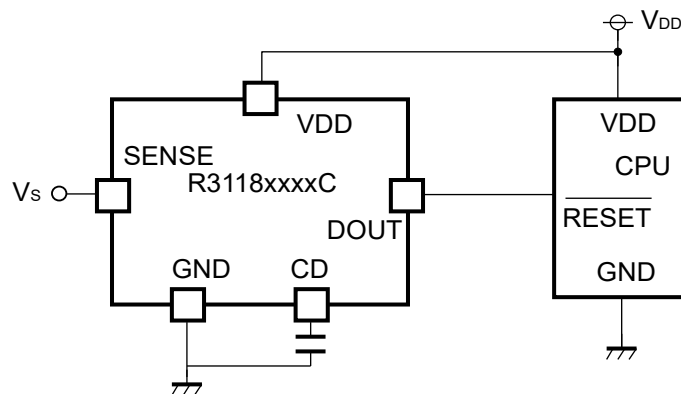 VDD
VDD
VDD
SENSE
CPU
R3118xxxxC
VS
DOUT
RESET
GND
CD
GND